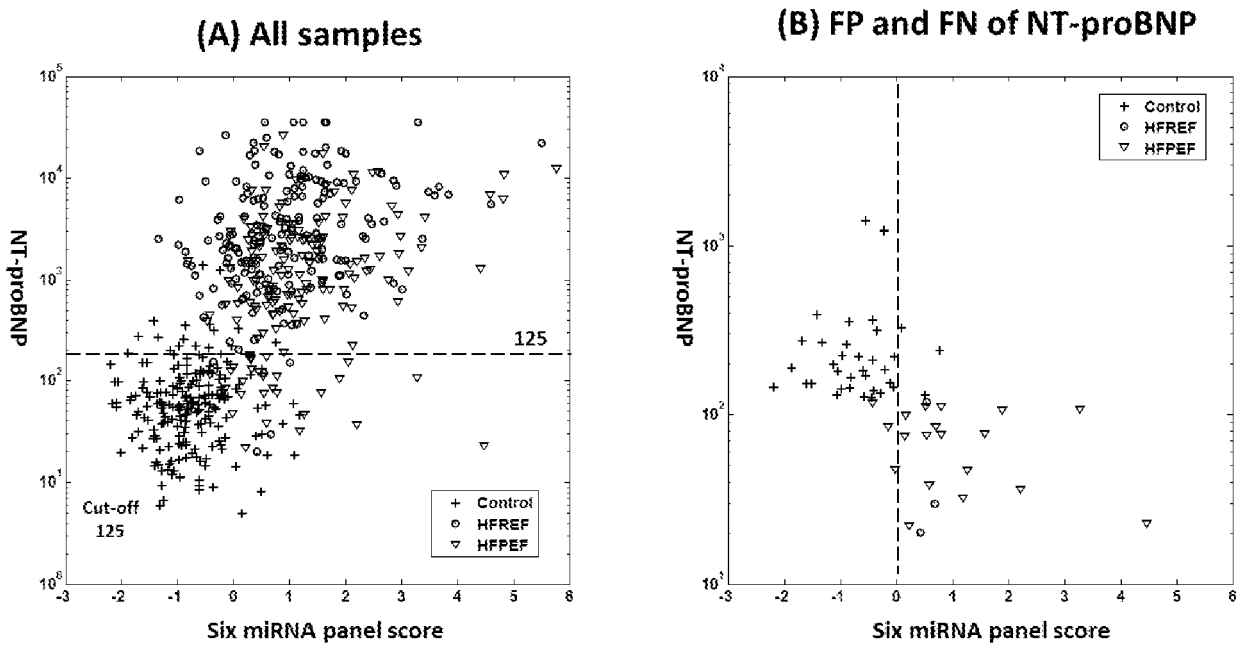 (A) All samples
NT-proBNP
10⁵
10⁴
10³
10²
10¹
10⁰
125
Cut-off
125
+ Control
○ HFREF
▽ HFPEF
-3 -2 -1 0 1 2 3 4 5 6
Six miRNA panel score
(B) FP and FN of NT-proBNP
NT-proBNP
10³
10²
+ Control
○ HFREF
▽ HFPEF
-3 -2 -1 0 1 2 3 4 5 6
Six miRNA panel score